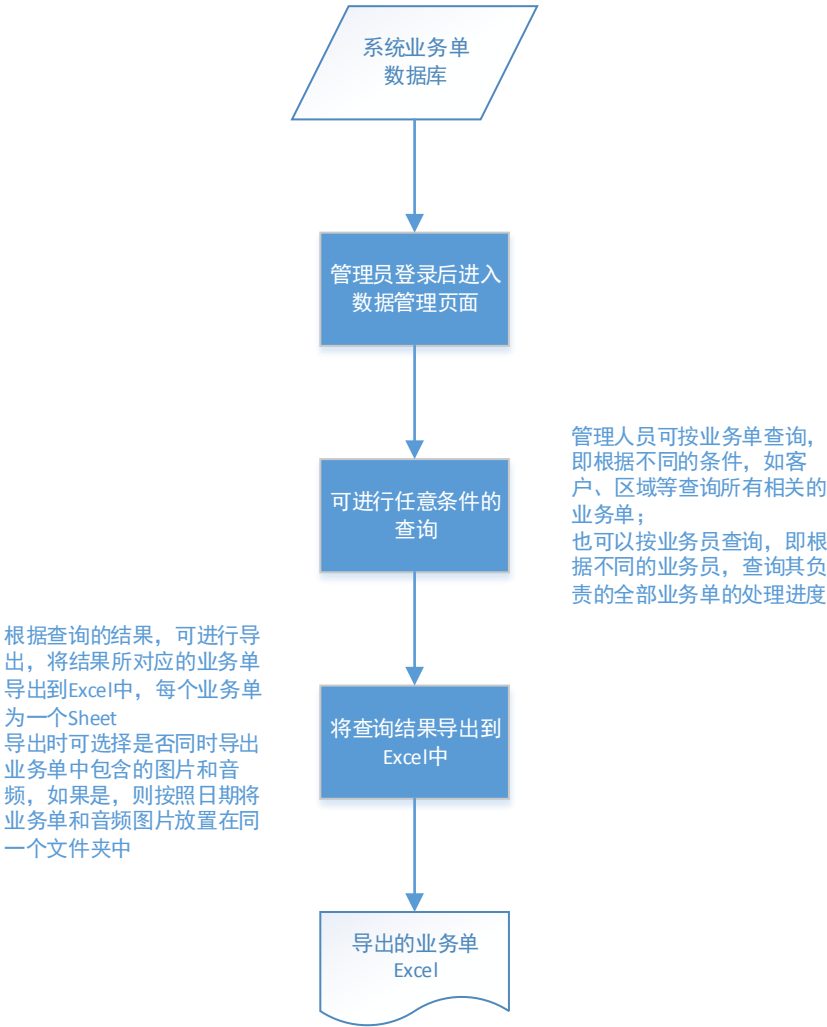 系统业务单
数据库
管理员登录后进入
数据管理页面
管理人员可按业务单查询，
即根据不同的条件，如客
户、区域等查询所有相关的
业务单；
也可以按业务员查询，即根
据不同的业务员，查询其负
责的全部业务单的处理进度
可进行任意条件的
查询
根据查询的结果，可进行导
出，将结果所对应的业务单
导出到Excel中，每个业务单
为一个Sheet
导出时可选择是否同时导出
业务单中包含的图片和音
频，如果是，则按照日期将
业务单和音频图片放置在同
一个文件夹中
将查询结果导出到
Excel中
导出的业务单
Excel